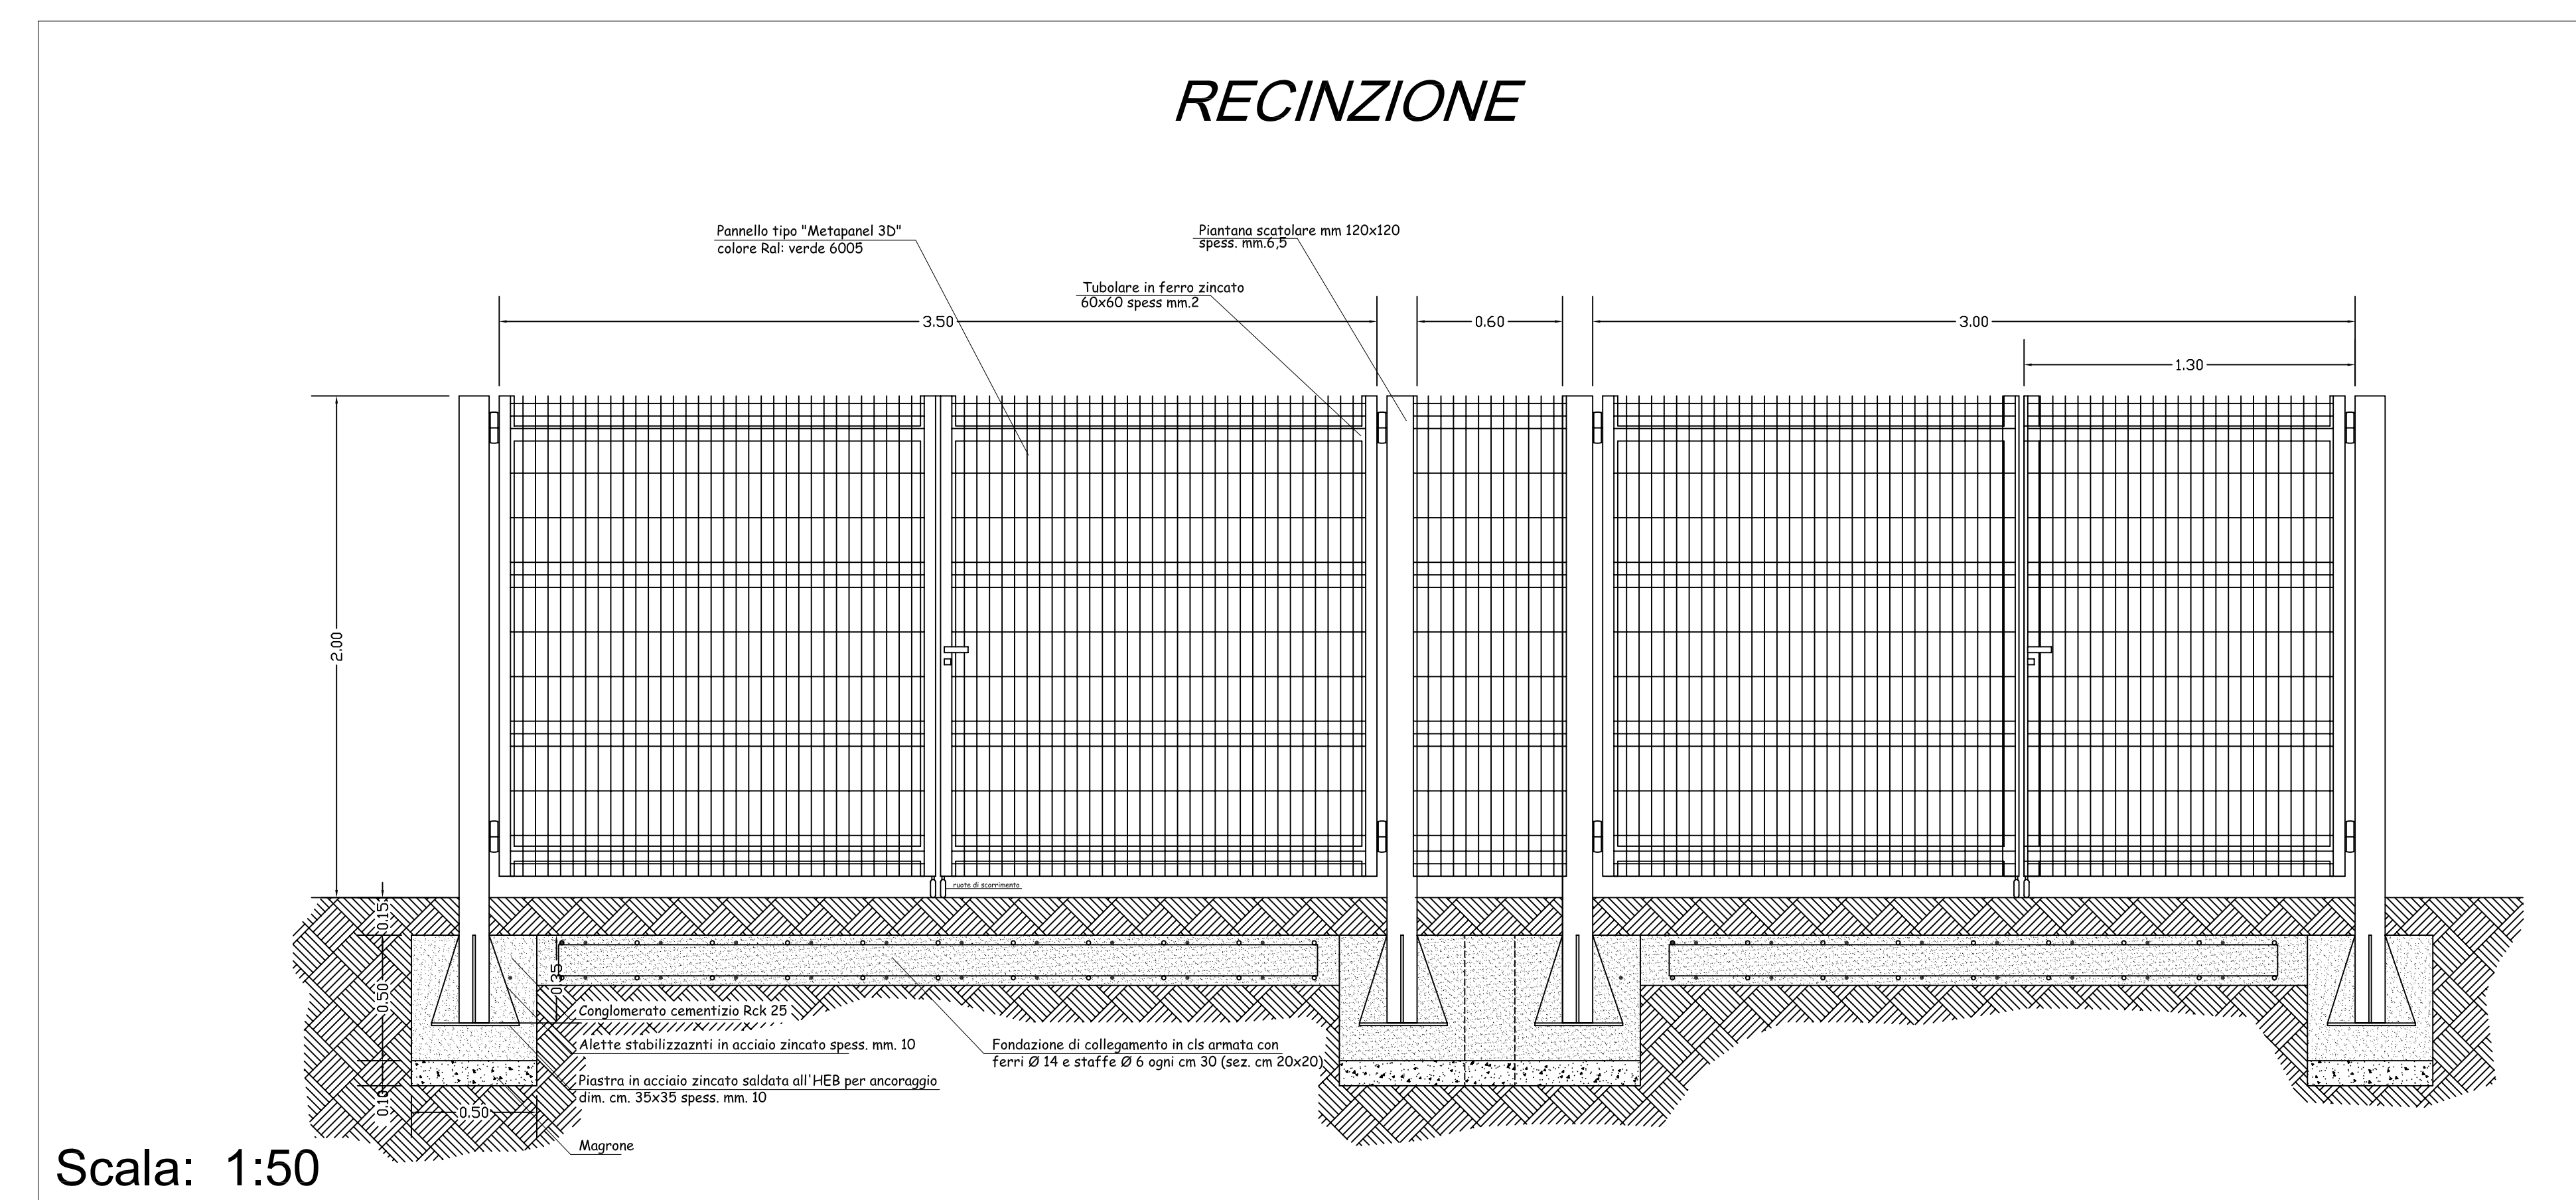 RECINZIONE
Pannello tipo "Metapanel 3D"
colore Ral: verde 6005
Piantana scatolare mm 120x120
spess. mm.6,5
Tubolare in ferro zincato
60x60 spess mm.2
3.50
0.60
3.00
1.30
2.00
ruote di scorrimento
0.15
0.35
0.50
Conglomerato cementizio Rck 25
Alette stabilizzaznti in acciaio zincato spess. mm. 10
Fondazione di collegamento in cls armata con
ferri Ø 14 e staffe Ø 6 ogni cm 30 (sez. cm 20x20)
Piastra in acciaio zincato saldata all'HEB per ancoraggio
dim. cm. 35x35 spess. mm. 10
0.10
0.50
Magrone
Scala: 1:50